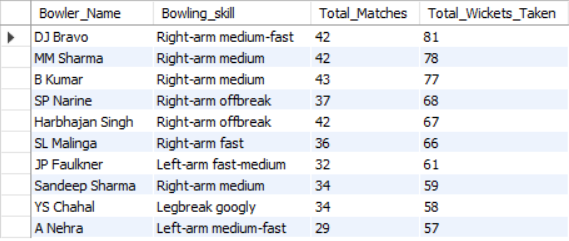 Bowler_Name Bowling_skill Total_Matches Total_Wickets_Taken
DJ Bravo Right-arm medium-fast 42 81
MM Sharma Right-arm medium 42 78
B Kumar Right-arm medium 43 77
SP Narine Right-arm offbreak 37 68
Harbhajan Singh Right-arm offbreak 42 67
SL Malinga Right-arm fast 36 66
JP Faulkner Left-arm fast-medium 32 61
Sandeep Sharma Right-arm medium 34 59
YS Chahal Legbreak googly 34 58
A Nehra Left-arm medium-fast 29 57